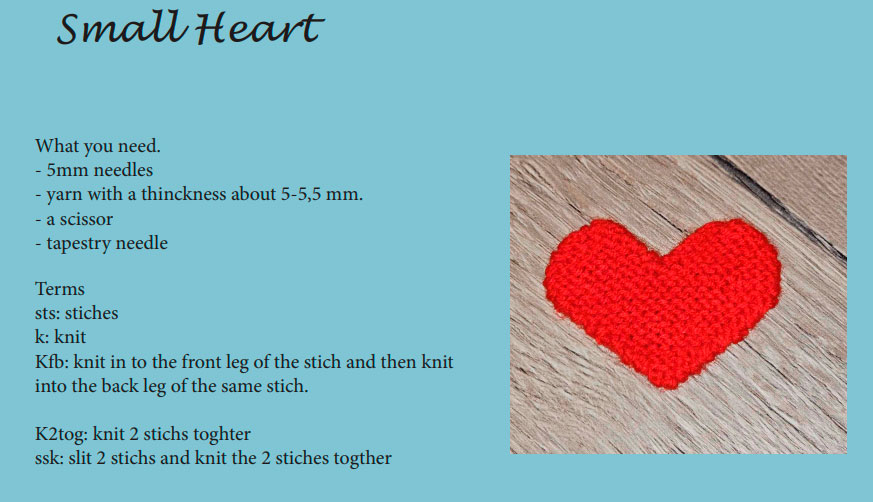 Small Heart
What you need.
- 5mm needles
- yarn with a thinckness about 5-5,5 mm.
- a scissor
- tapestry needle
Terms
sts: stiches
k: knit
Kfb: knit in to the front leg of the stich and then knit
into the back leg of the same stich.
K2tog: knit 2 stichs toghter
ssk: slit 2 stichs and knit the 2 stiches togther